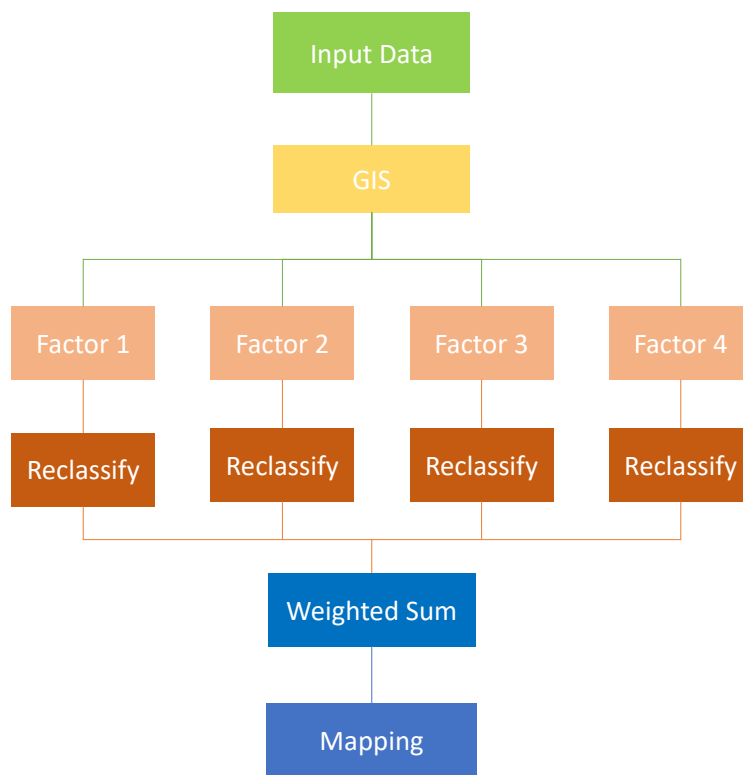 Input Data
GIS
Factor 1
Factor 2
Factor 3
Factor 4
Reclassify
Reclassify
Reclassify
Reclassify
Weighted Sum
Mapping